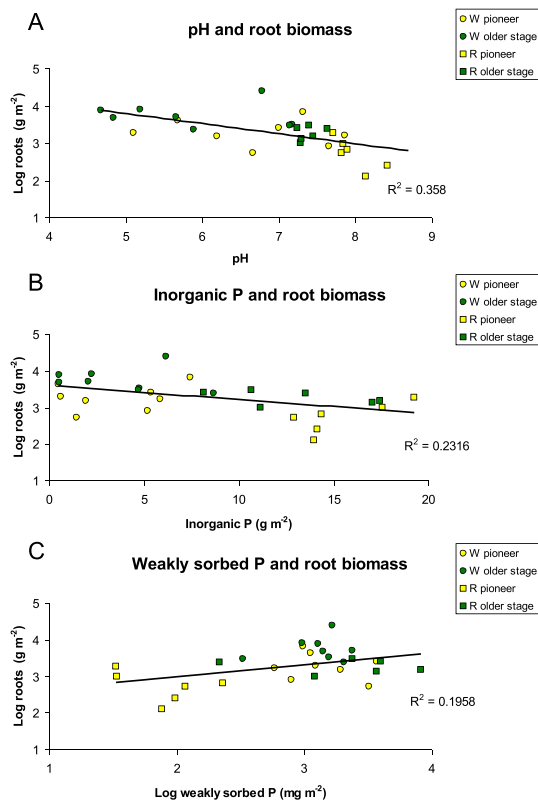 A
pH and root biomass
W pioneer
W older stage
R pioneer
R older stage
Log roots (g m-2)
5
4
3
2
1
R2 = 0.358
4 5 6 7 8 9
pH
B
Inorganic P and root biomass
W pioneer
W older stage
R pioneer
R older stage
Log roots (g m-2)
5
4
3
2
1
R2 = 0.2316
0 5 10 15 20
Inorganic P (g m-2)
C
Weakly sorbed P and root biomass
W pioneer
W older stage
R pioneer
R older stage
Log roots (g m-2)
5
4
3
2
1
R2 = 0.1958
1 2 3 4
Log weakly sorbed P (mg m-2)